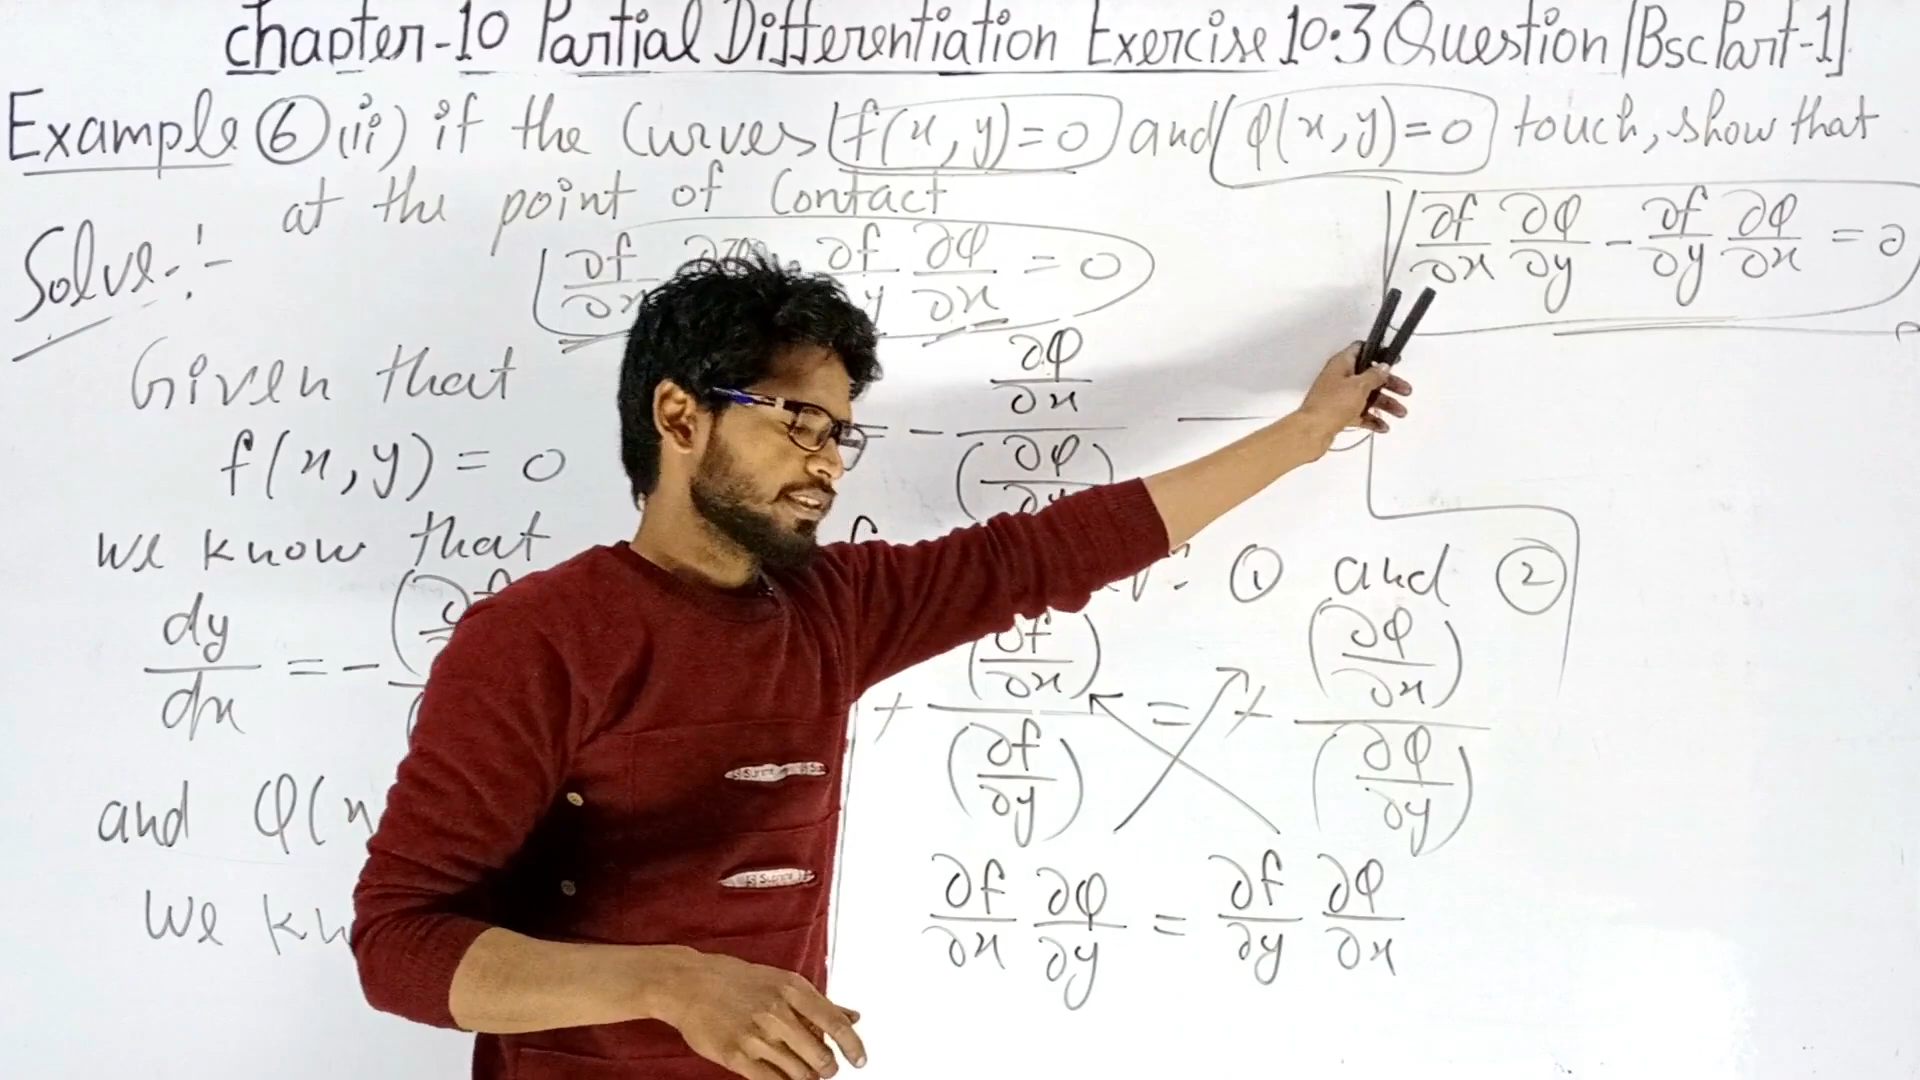 Chapter-10 Partial Differentiation Exercise 10.3 Question [Bsc Part-1]
Example ⑥(ii) if the Curves f(x,y)=0 and φ(x,y)=0 touch, show that
at the point of Contact
∂f/∂x ∂φ/∂y - ∂f/∂y ∂φ/∂x = 0
Solve:-
∂f/∂x ∂f/∂y ∂φ/∂x = 0
Given that
f(x,y) = 0
we know that
dy/dx = -
and φ(x
We kn
= - (∂φ/∂x)/(∂φ/∂y)
① and ②
+ (∂f/∂x)/(∂f/∂y) = + (∂φ/∂x)/(∂φ/∂y)
∂f/∂x ∂φ/∂y = ∂f/∂y ∂φ/∂x